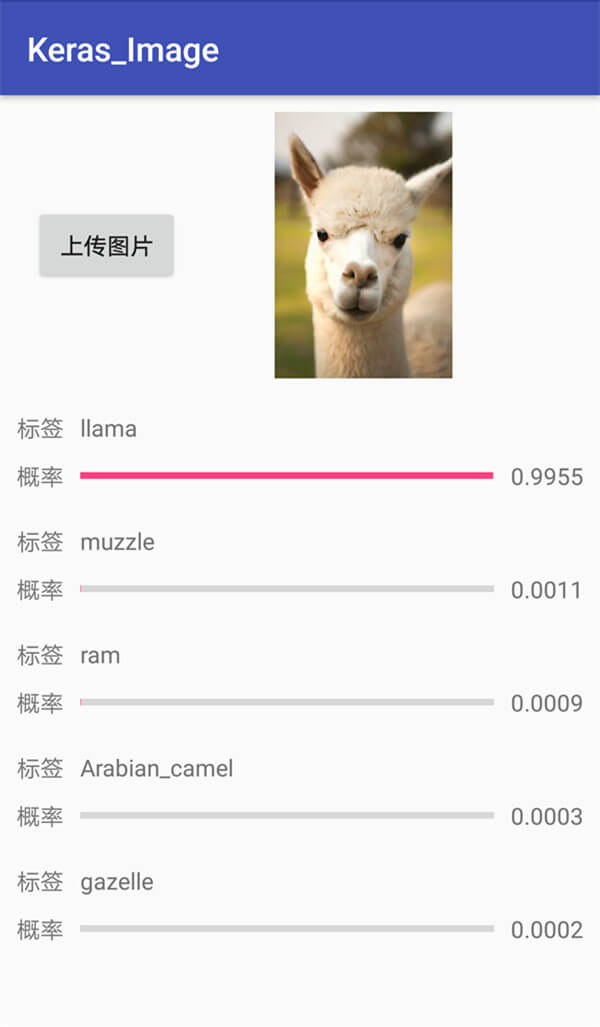 Keras_Image
上传图片
标签 llama
概率 0.9955
标签 muzzle
概率 0.0011
标签 ram
概率 0.0009
标签 Arabian_camel
概率 0.0003
标签 gazelle
概率 0.0002